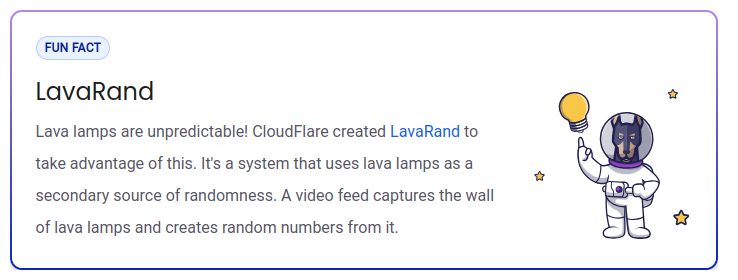 FUN FACT
LavaRand
Lava lamps are unpredictable! CloudFlare created LavaRand to
take advantage of this. It's a system that uses lava lamps as a
secondary source of randomness. A video feed captures the wall
of lava lamps and creates random numbers from it.